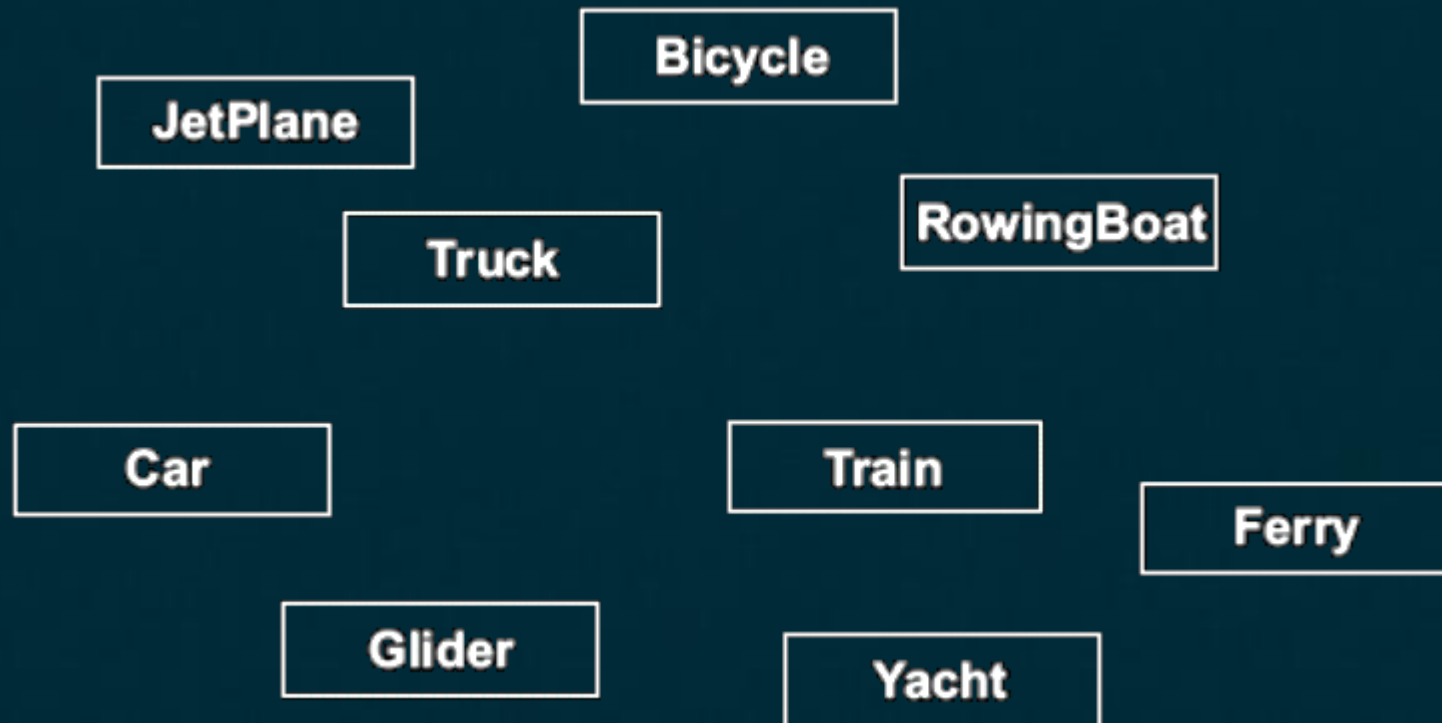 Bicycle
JetPlane
RowingBoat
Truck
Car
Train
Ferry
Glider
Yacht